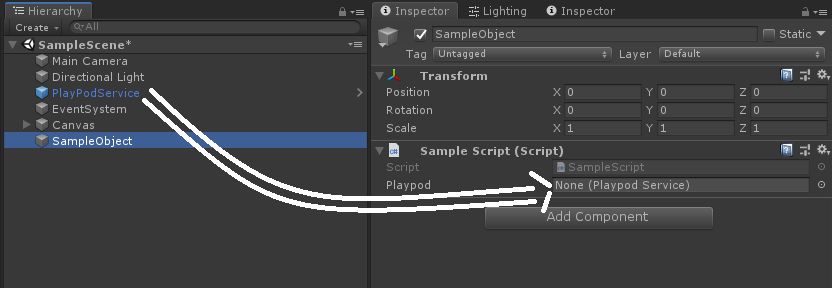 Hierarchy
Create
All
SampleScene*
Main Camera
Directional Light
PlayPodService
EventSystem
Canvas
SampleObject
Inspector
Lighting
Inspector
SampleObject
Static
Tag
Untagged
Layer
Default
Transform
Position
X 0
Y 0
Z 0
Rotation
X 0
Y 0
Z 0
Scale
X 1
Y 1
Z 1
C#
Sample Script (Script)
Script
SampleScript
Playpod
None (Playpod Service)
Add Component